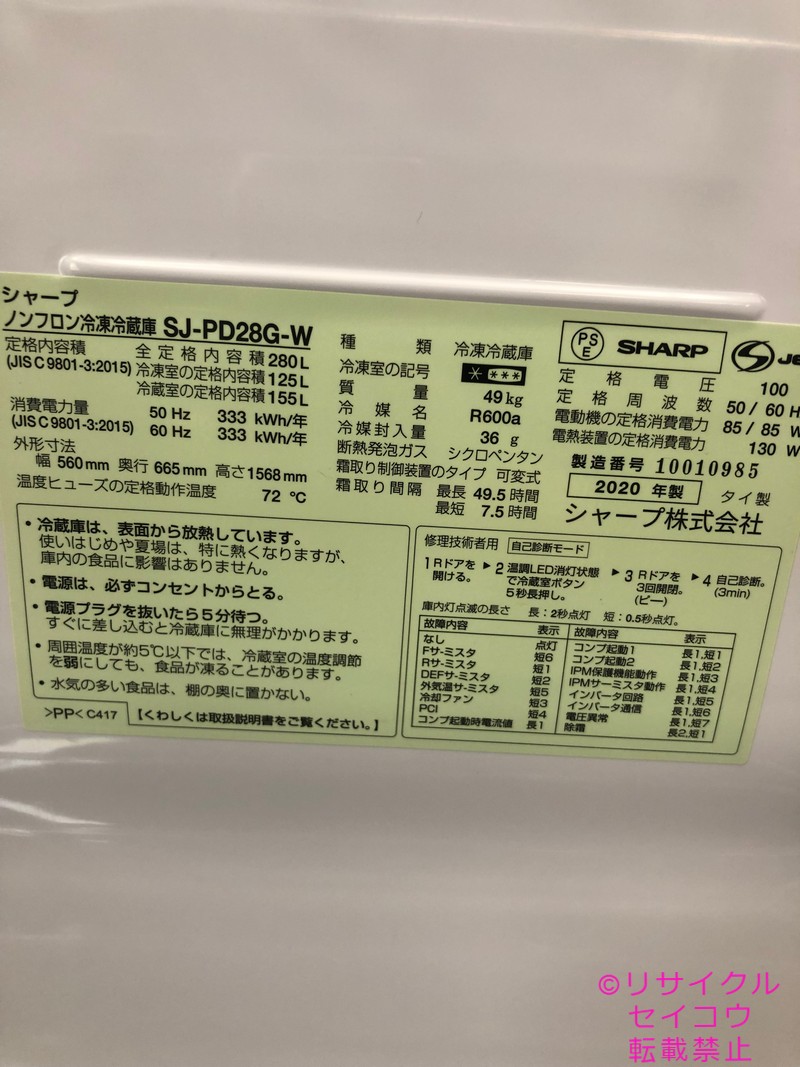 シャープ
ノンフロン冷凍冷蔵庫 SJ-PD28G-W
定格内容積
(JIS C 9801-3:2015)
全定格内容積 280 L
冷凍室の定格内容積 125 L
冷蔵室の定格内容積 155 L
消費電力量
(JIS C 9801-3:2015)
50 Hz 333 kWh/年
60 Hz 333 kWh/年
外形寸法
幅 560 mm 奥行 665 mm 高さ 1568 mm
温度ヒューズの定格動作温度 72 ℃
種類 冷凍冷蔵庫
冷凍室の記号 * ***
質量 49 kg
冷媒名 R600a
冷媒封入量 36 g
断熱発泡ガス シクロペンタン
霜取り制御装置のタイプ 可変式
霜取り間隔 最長 49.5 時間
最短 7.5 時間
PSE SHARP
定格電圧 100
定格周波数 50/60 H
電動機の定格消費電力 85/85 W
電熱装置の定格消費電力 130 W
製造番号 10010985
2020 年製 タイ製
シャープ株式会社
・冷蔵庫は、表面から放熱しています。
使いはじめや夏場は、特に熱くなりますが、
庫内の食品に影響はありません。
・電源は、必ずコンセントからとる。
・電源プラグを抜いたら5分待つ。
すぐに差し込むと冷蔵庫に無理がかかります。
・周囲温度が約5℃以下では、冷蔵室の温度調節
を弱にしても、食品が凍ることがあります。
・水気の多い食品は、棚の奥に置かない。
>PP< C417 【くわしくは取扱説明書をご覧ください。】
修理技術者用 自己診断モード
1 Rドアを
開ける。
▶ 2 温調LED消灯状態
で冷蔵室ボタン
5秒長押し。
▶ 3 Rドアを
3回開閉。
(ピー)
▶ 4 自己診断。
(3min)
庫内灯点滅の長さ 長：2秒点灯 短：0.5秒点灯。
故障内容 表示
なし 点灯
Fサーミスタ 短6
Rサーミスタ 短1
DEFサーミスタ 短2
外気温サーミスタ 短5
冷却ファン 短3
PCI 短4
コンプ起動時電流値 長1
故障内容 表示
コンプ起動1 長1,短1
コンプ起動2 長1,短2
IPM保護機能動作 長1,短3
IPMサーミスタ動作 長1,短4
インバータ回路 長1,短5
インバータ通信 長1,短6
電圧異常 長1,短7
除霜 長2,短1
©リサイクル
セイコウ
転載禁止